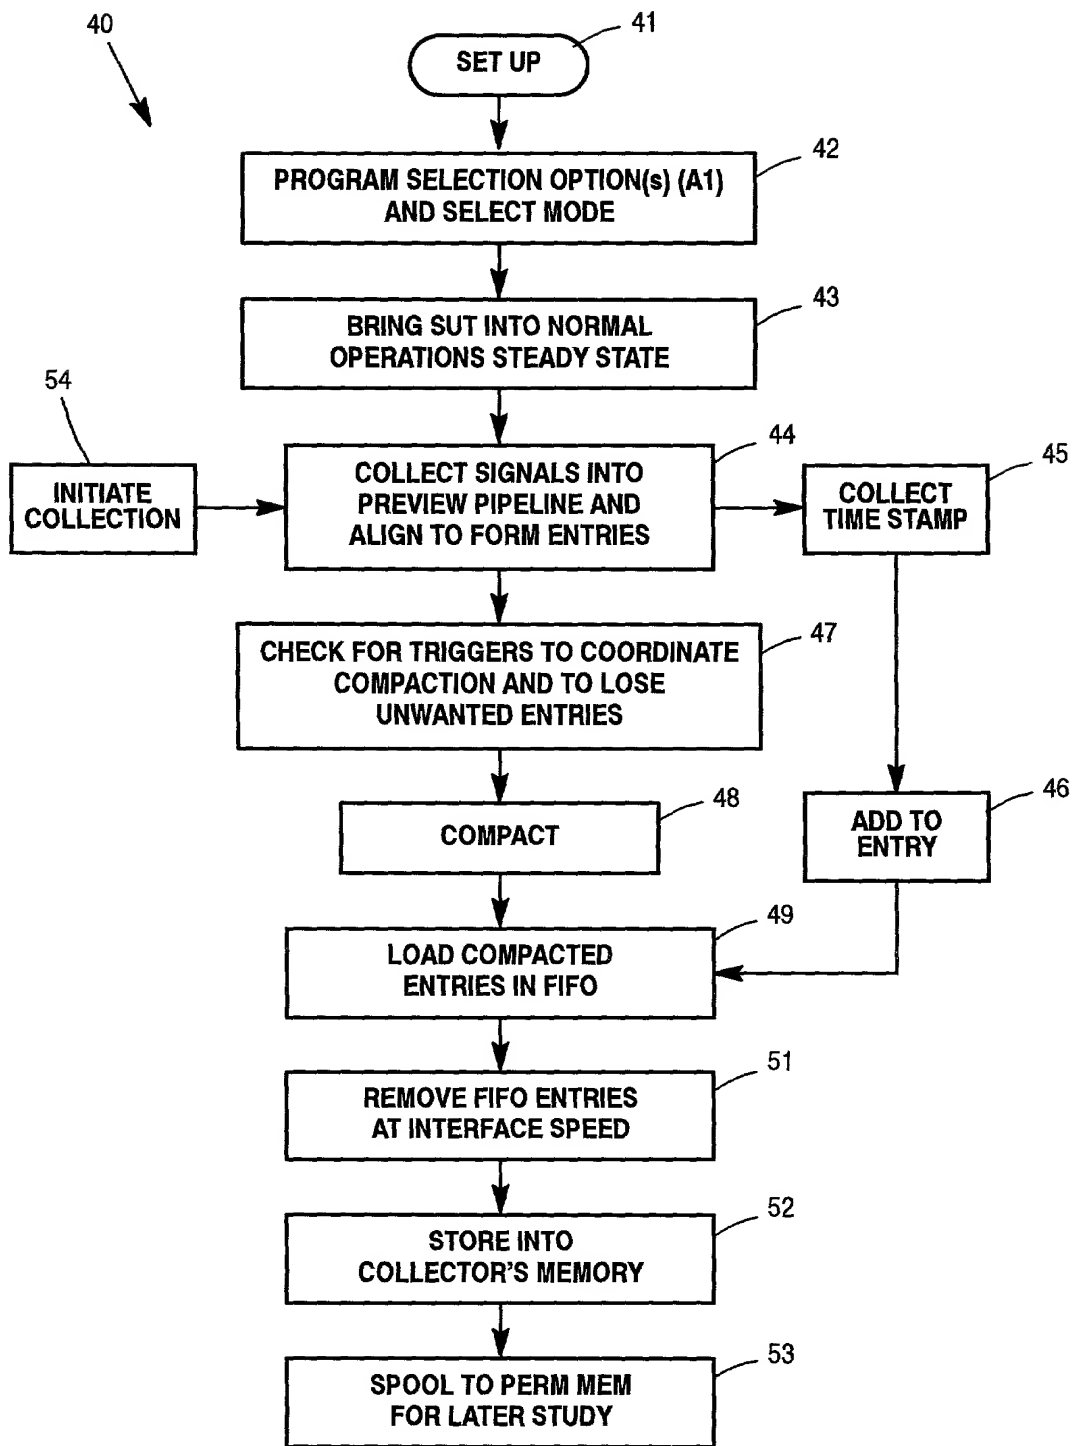 40
41
SET UP
42
PROGRAM SELECTION OPTION(s) (A1)
AND SELECT MODE
43
BRING SUT INTO NORMAL
OPERATIONS STEADY STATE
54
INITIATE
COLLECTION
44
COLLECT SIGNALS INTO
PREVIEW PIPELINE AND
ALIGN TO FORM ENTRIES
45
COLLECT
TIME STAMP
47
CHECK FOR TRIGGERS TO COORDINATE
COMPACTION AND TO LOSE
UNWANTED ENTRIES
48
COMPACT
46
ADD TO
ENTRY
49
LOAD COMPACTED
ENTRIES IN FIFO
51
REMOVE FIFO ENTRIES
AT INTERFACE SPEED
52
STORE INTO
COLLECTOR'S MEMORY
53
SPOOL TO PERM MEM
FOR LATER STUDY